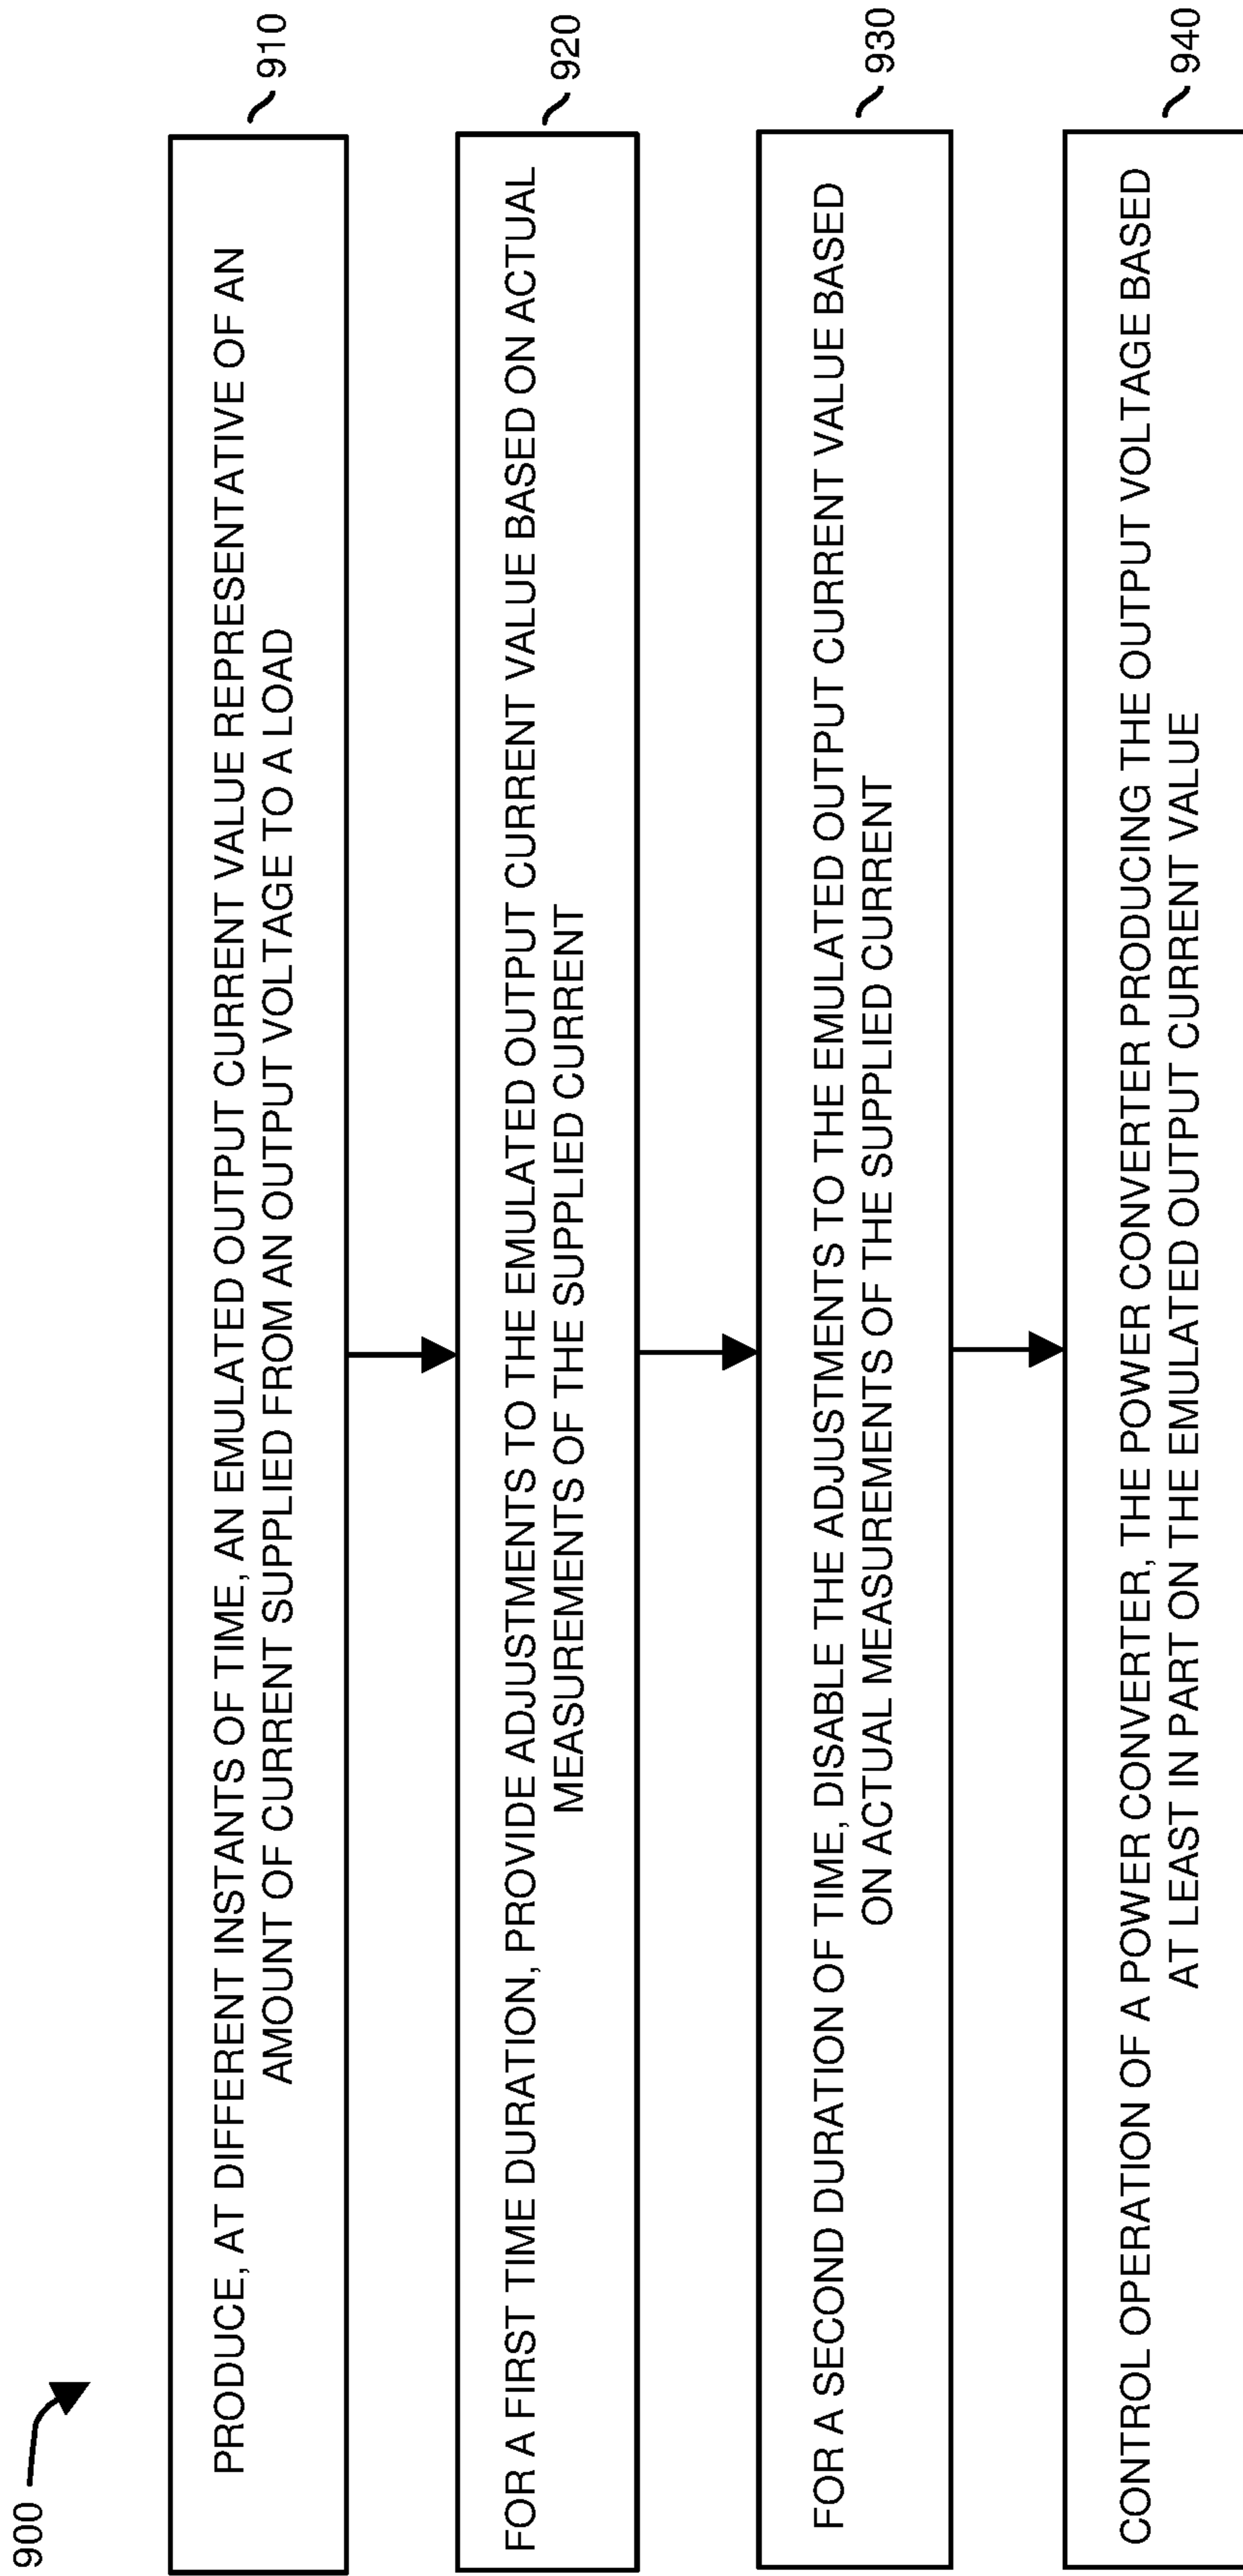 900
PRODUCE, AT DIFFERENT INSTANTS OF TIME, AN EMULATED OUTPUT CURRENT VALUE REPRESENTATIVE OF AN
AMOUNT OF CURRENT SUPPLIED FROM AN OUTPUT VOLTAGE TO A LOAD
910
FOR A FIRST TIME DURATION, PROVIDE ADJUSTMENTS TO THE EMULATED OUTPUT CURRENT VALUE BASED ON ACTUAL
MEASUREMENTS OF THE SUPPLIED CURRENT
920
FOR A SECOND DURATION OF TIME, DISABLE THE ADJUSTMENTS TO THE EMULATED OUTPUT CURRENT VALUE BASED
ON ACTUAL MEASUREMENTS OF THE SUPPLIED CURRENT
930
CONTROL OPERATION OF A POWER CONVERTER, THE POWER CONVERTER PRODUCING THE OUTPUT VOLTAGE BASED
AT LEAST IN PART ON THE EMULATED OUTPUT CURRENT VALUE
940